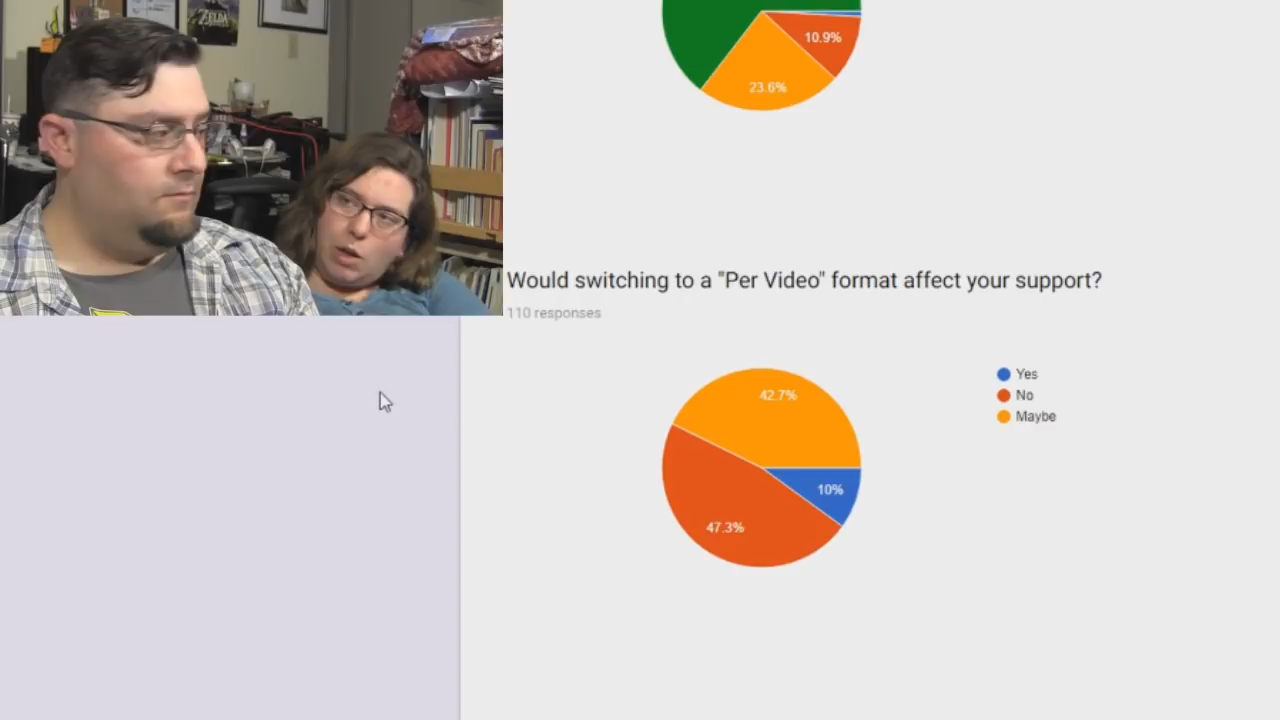 ZELDA
10.9%
23.6%
Would switching to a "Per Video" format affect your support?
110 responses
42.7%
10%
47.3%
Yes
No
Maybe